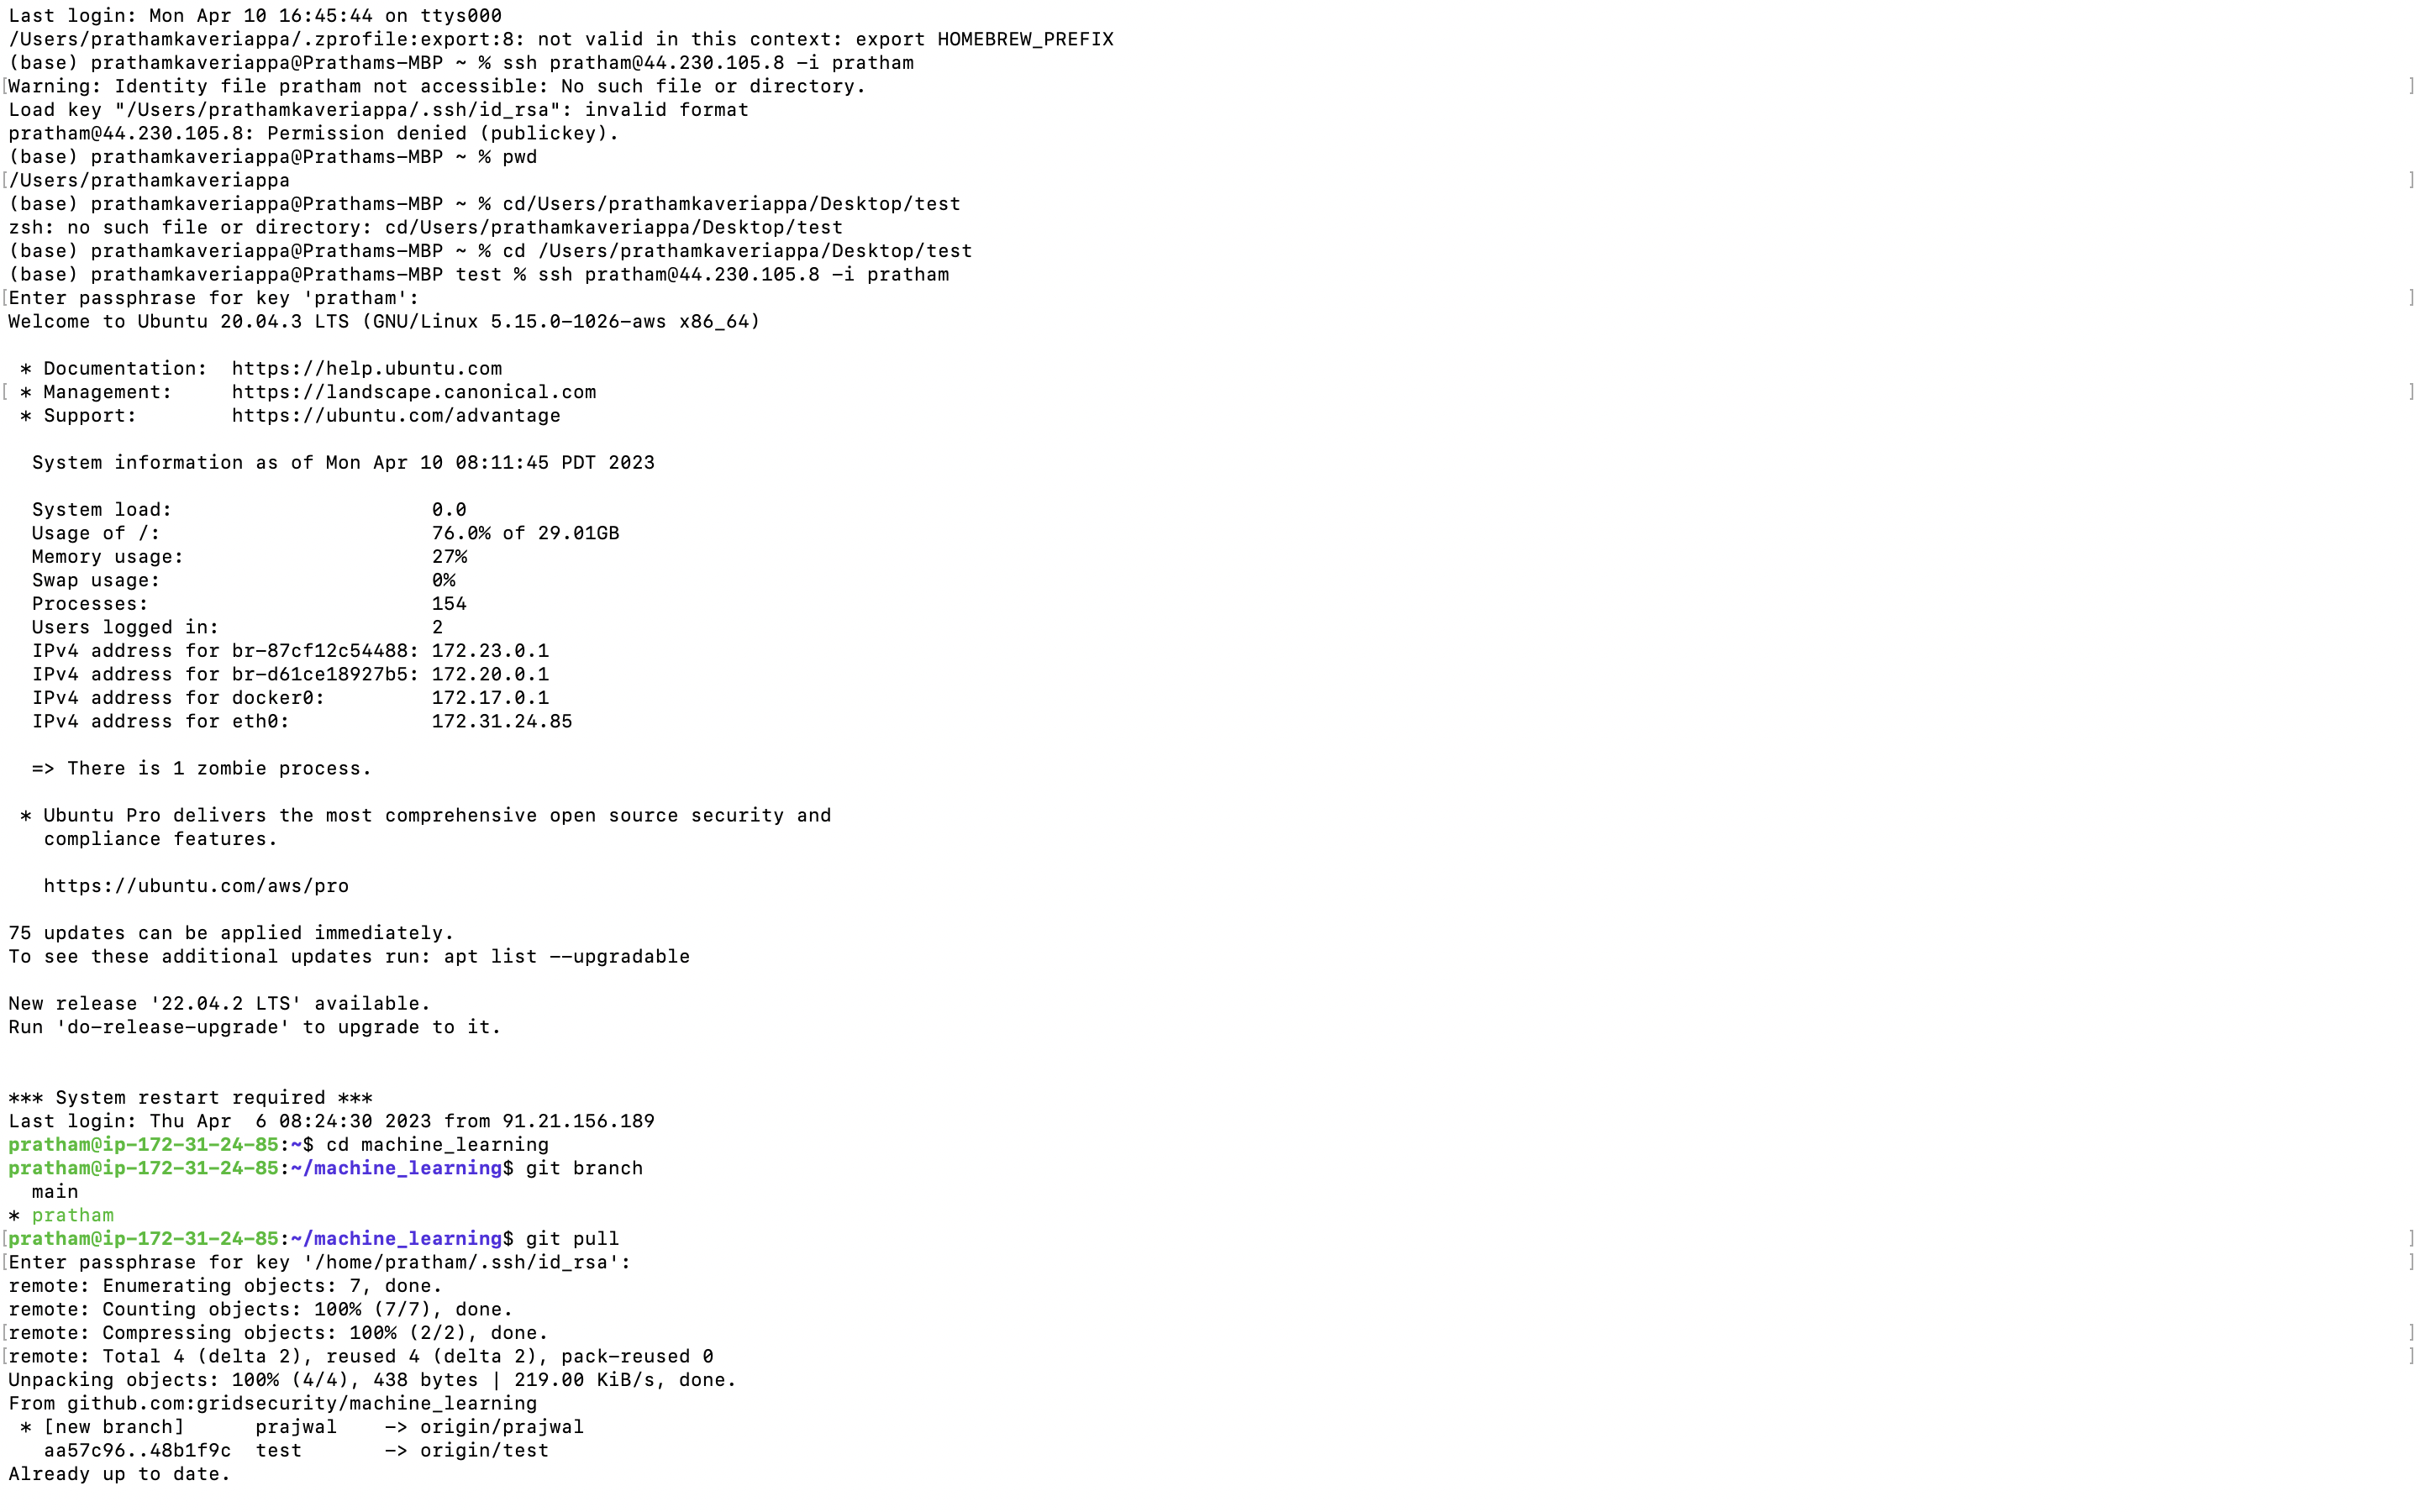 Last login: Mon Apr 10 16:45:44 on ttys000
/Users/prathamkaveriappa/.zprofile:export:8: not valid in this context: export HOMEBREW_PREFIX
(base) prathamkaveriappa@Prathams-MBP ~ % ssh pratham@44.230.105.8 -i pratham
[Warning: Identity file pratham not accessible: No such file or directory. ]
Load key "/Users/prathamkaveriappa/.ssh/id_rsa": invalid format
pratham@44.230.105.8: Permission denied (publickey).
(base) prathamkaveriappa@Prathams-MBP ~ % pwd
[/Users/prathamkaveriappa ]
(base) prathamkaveriappa@Prathams-MBP ~ % cd/Users/prathamkaveriappa/Desktop/test
zsh: no such file or directory: cd/Users/prathamkaveriappa/Desktop/test
(base) prathamkaveriappa@Prathams-MBP ~ % cd /Users/prathamkaveriappa/Desktop/test
(base) prathamkaveriappa@Prathams-MBP test % ssh pratham@44.230.105.8 -i pratham
[Enter passphrase for key 'pratham': ]
Welcome to Ubuntu 20.04.3 LTS (GNU/Linux 5.15.0-1026-aws x86_64)

 * Documentation:  https://help.ubuntu.com
[ * Management:     https://landscape.canonical.com ]
 * Support:        https://ubuntu.com/advantage

  System information as of Mon Apr 10 08:11:45 PDT 2023

  System load:                      0.0
  Usage of /:                       76.0% of 29.01GB
  Memory usage:                     27%
  Swap usage:                       0%
  Processes:                        154
  Users logged in:                  2
  IPv4 address for br-87cf12c54488: 172.23.0.1
  IPv4 address for br-d61ce18927b5: 172.20.0.1
  IPv4 address for docker0:         172.17.0.1
  IPv4 address for eth0:            172.31.24.85

  => There is 1 zombie process.

 * Ubuntu Pro delivers the most comprehensive open source security and
   compliance features.

   https://ubuntu.com/aws/pro

75 updates can be applied immediately.
To see these additional updates run: apt list --upgradable

New release '22.04.2 LTS' available.
Run 'do-release-upgrade' to upgrade to it.


*** System restart required ***
Last login: Thu Apr  6 08:24:30 2023 from 91.21.156.189
pratham@ip-172-31-24-85:~$ cd machine_learning
pratham@ip-172-31-24-85:~/machine_learning$ git branch
  main
* pratham
[pratham@ip-172-31-24-85:~/machine_learning$ git pull ]
[Enter passphrase for key '/home/pratham/.ssh/id_rsa': ]
remote: Enumerating objects: 7, done.
remote: Counting objects: 100% (7/7), done.
[remote: Compressing objects: 100% (2/2), done. ]
[remote: Total 4 (delta 2), reused 4 (delta 2), pack-reused 0 ]
Unpacking objects: 100% (4/4), 438 bytes | 219.00 KiB/s, done.
From github.com:gridsecurity/machine_learning
 * [new branch]      prajwal    -> origin/prajwal
   aa57c96..48b1f9c  test       -> origin/test
Already up to date.